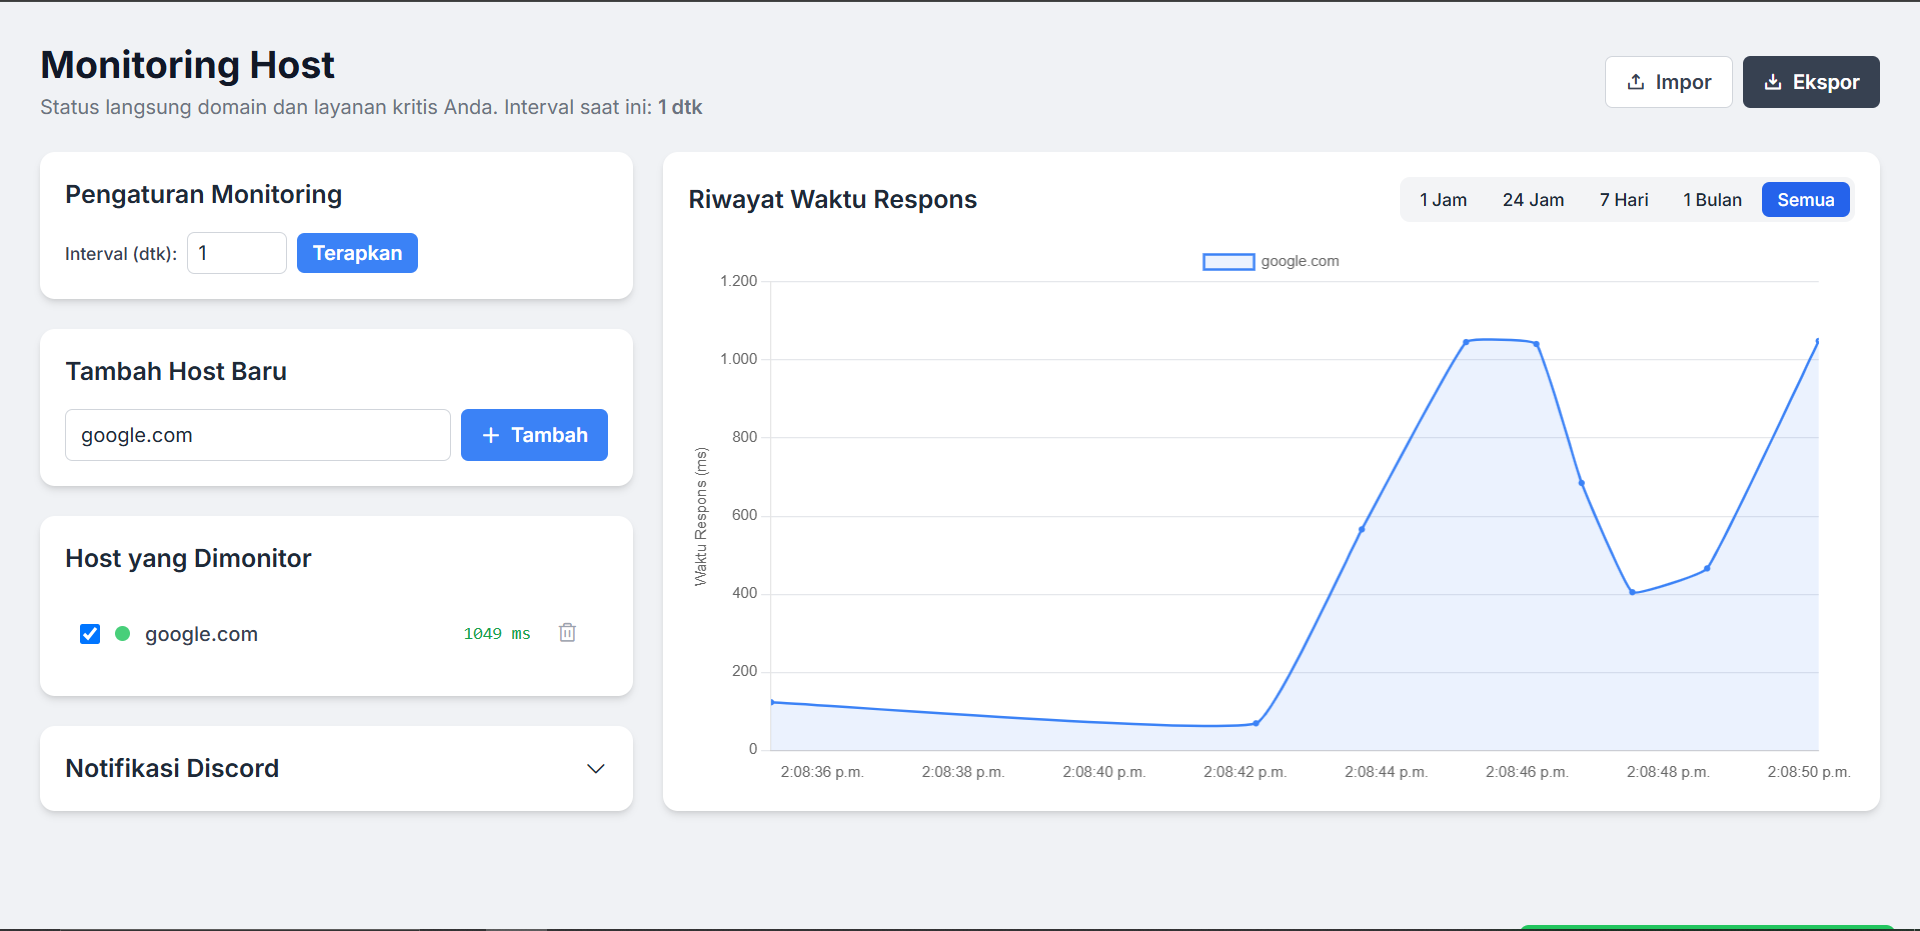 Monitoring Host
Status langsung domain dan layanan kritis Anda. Interval saat ini: 1 dtk
Impor
Ekspor
Pengaturan Monitoring
Interval (dtk): 1 Terapkan
Tambah Host Baru
google.com
+ Tambah
Host yang Dimonitor
google.com 1049 ms
Notifikasi Discord
Riwayat Waktu Respons
1 Jam 24 Jam 7 Hari 1 Bulan Semua
google.com
Waktu Respons (ms)
1.200
1.000
800
600
400
200
0
2:08:36 p.m. 2:08:38 p.m. 2:08:40 p.m. 2:08:42 p.m. 2:08:44 p.m. 2:08:46 p.m. 2:08:48 p.m. 2:08:50 p.m.